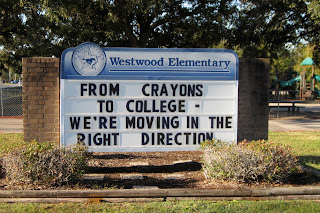 Westwood Elementary
FROM CRAYONS
TO COLLEGE -
WE'RE MOVING IN THE
RIGHT DIRECTION